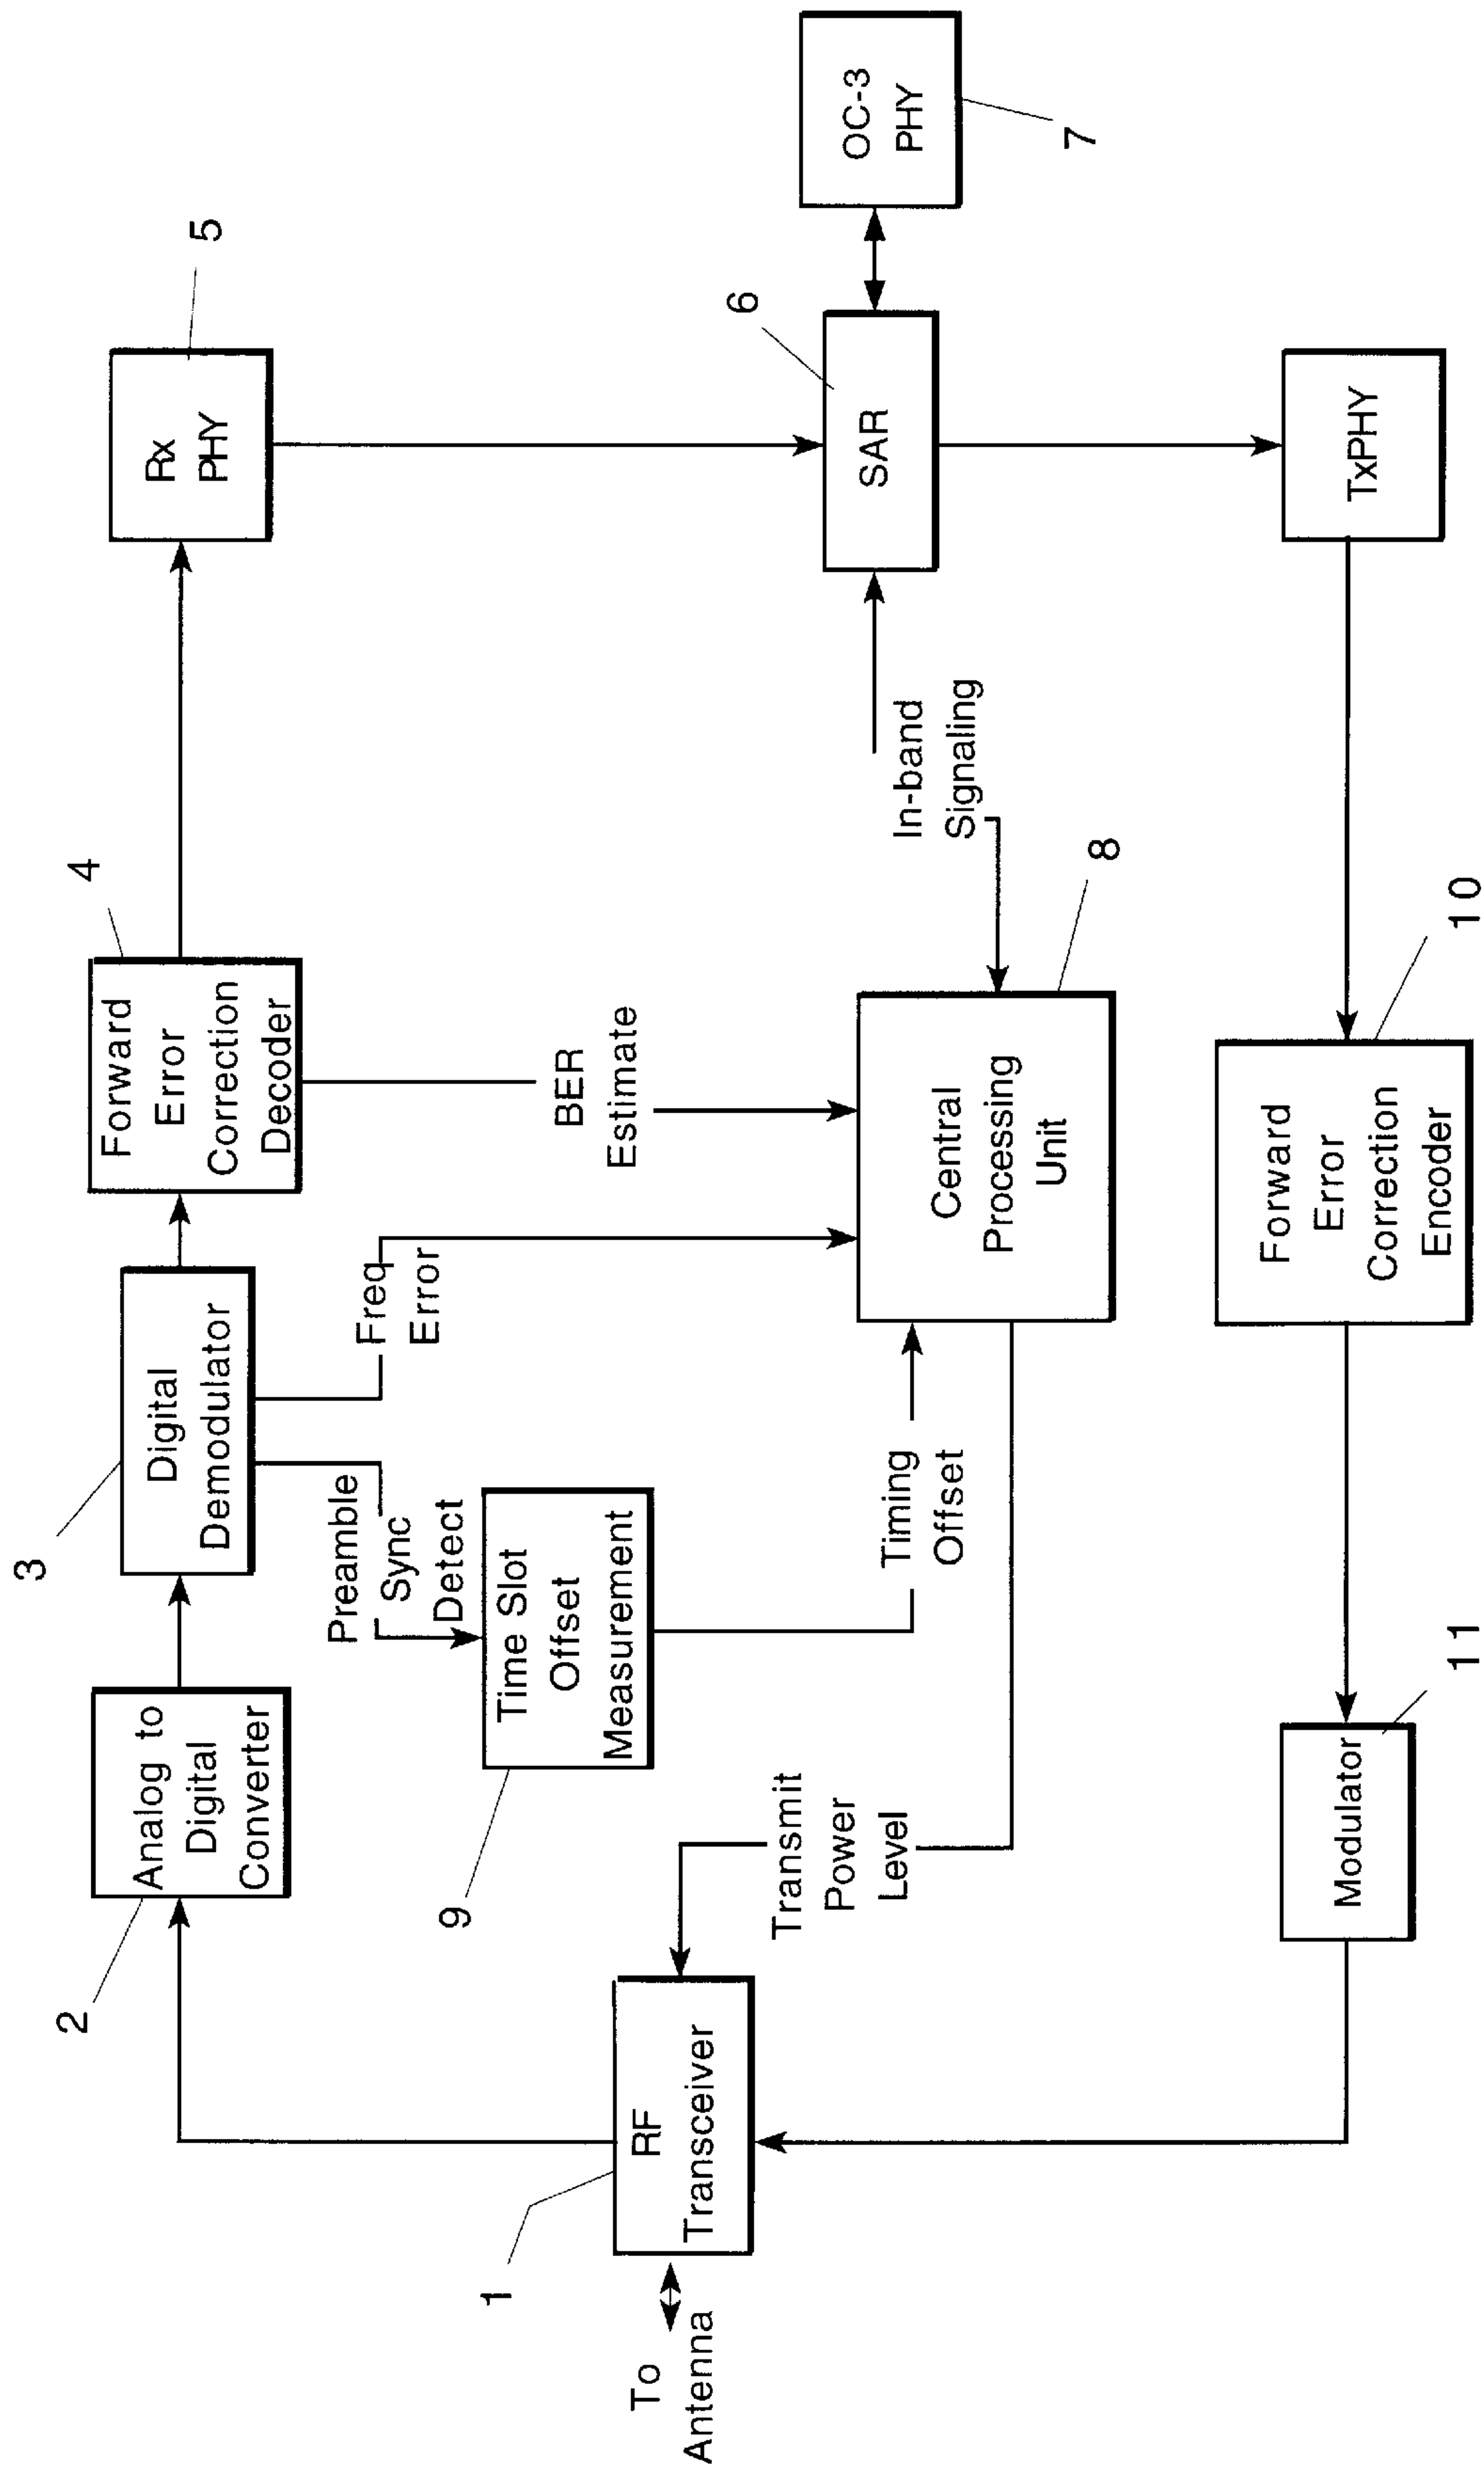 3
4
5
2
Analog to
Digital
Converter
Digital
Demodulator
Forward
Error
Correction
Decoder
Rx
PHY
Preamble
Sync
Detect
Freq
Error
9
Time Slot
Offset
Measurement
BER
Estimate
1
To
Antenna
RF
Transceiver
Transmit
Power
Level
Timing
Offset
Central
Processing
Unit
8
In-band
Signaling
6
SAR
OC-3
PHY
7
11
Modulator
Forward
Error
Correction
Encoder
10
TxPHY